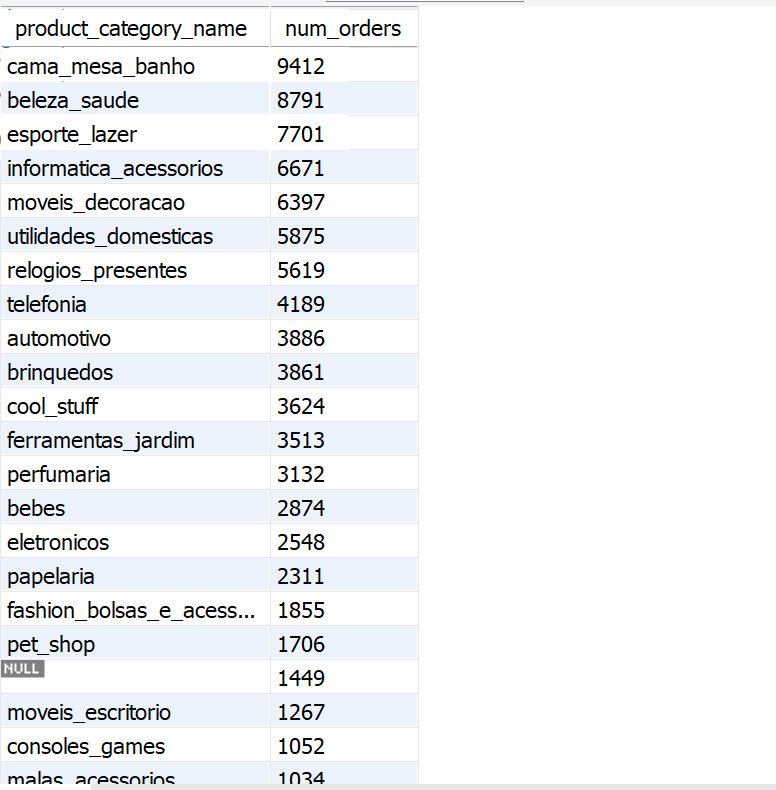 product_category_name num_orders
cama_mesa_banho 9412
beleza_saude 8791
esporte_lazer 7701
informatica_acessorios 6671
moveis_decoracao 6397
utilidades_domesticas 5875
relogios_presentes 5619
telefonia 4189
automotivo 3886
brinquedos 3861
cool_stuff 3624
ferramentas_jardim 3513
perfumaria 3132
bebes 2874
eletronicos 2548
papelaria 2311
fashion_bolsas_e_acess... 1855
pet_shop 1706
NULL 1449
moveis_escritorio 1267
consoles_games 1052
malas_acessorios 1034